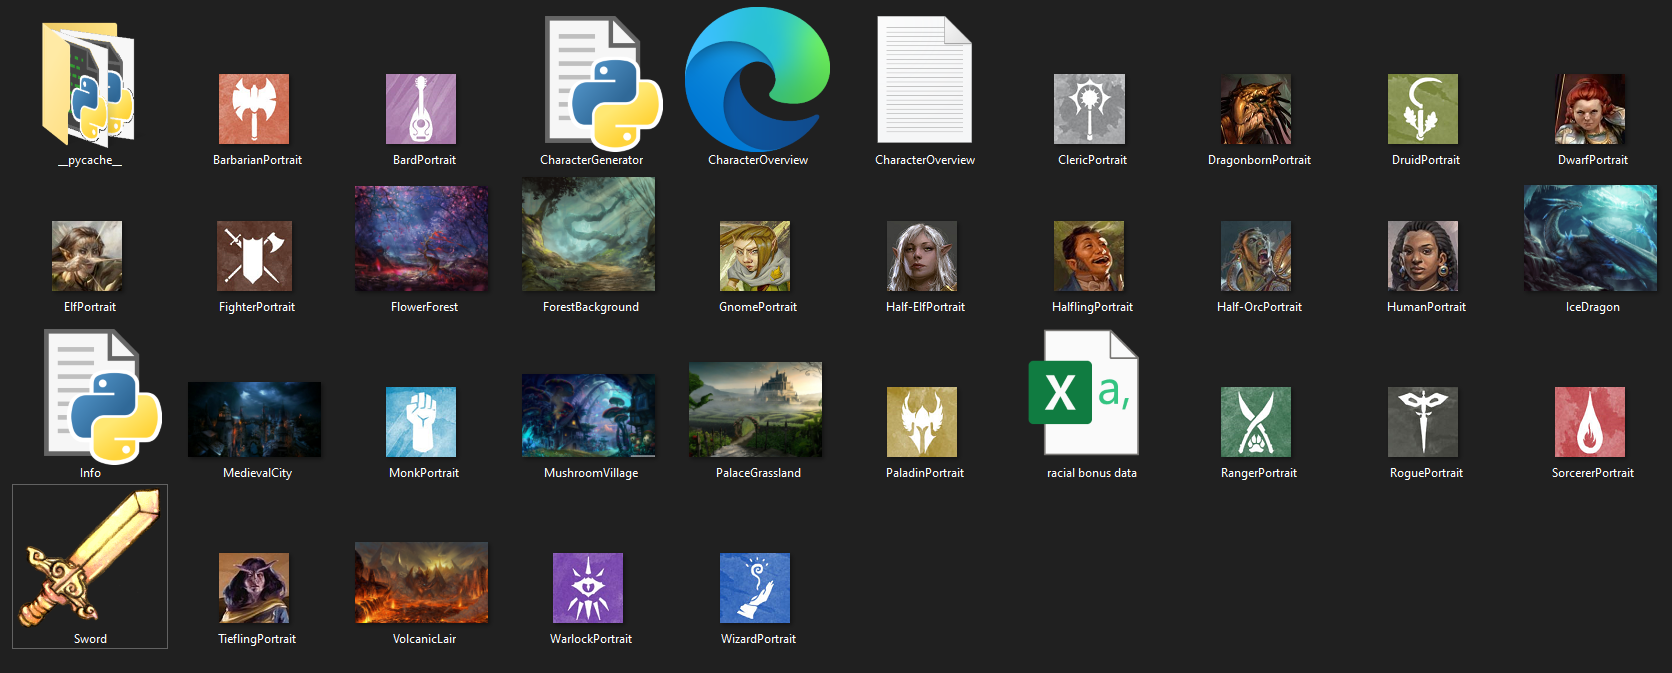 __pycache__
BarbarianPortrait
BardPortrait
CharacterGenerator
CharacterOverview
CharacterOverview
ClericPortrait
DragonbornPortrait
DruidPortrait
DwarfPortrait
ElfPortrait
FighterPortrait
FlowerForest
ForestBackground
GnomePortrait
Half-ElfPortrait
HalflingPortrait
Half-OrcPortrait
HumanPortrait
IceDragon
Info
MedievalCity
MonkPortrait
MushroomVillage
PalaceGrassland
PaladinPortrait
X a,
racial bonus data
RangerPortrait
RoguePortrait
SorcererPortrait
Sword
TieflingPortrait
VolcanicLair
WarlockPortrait
WizardPortrait